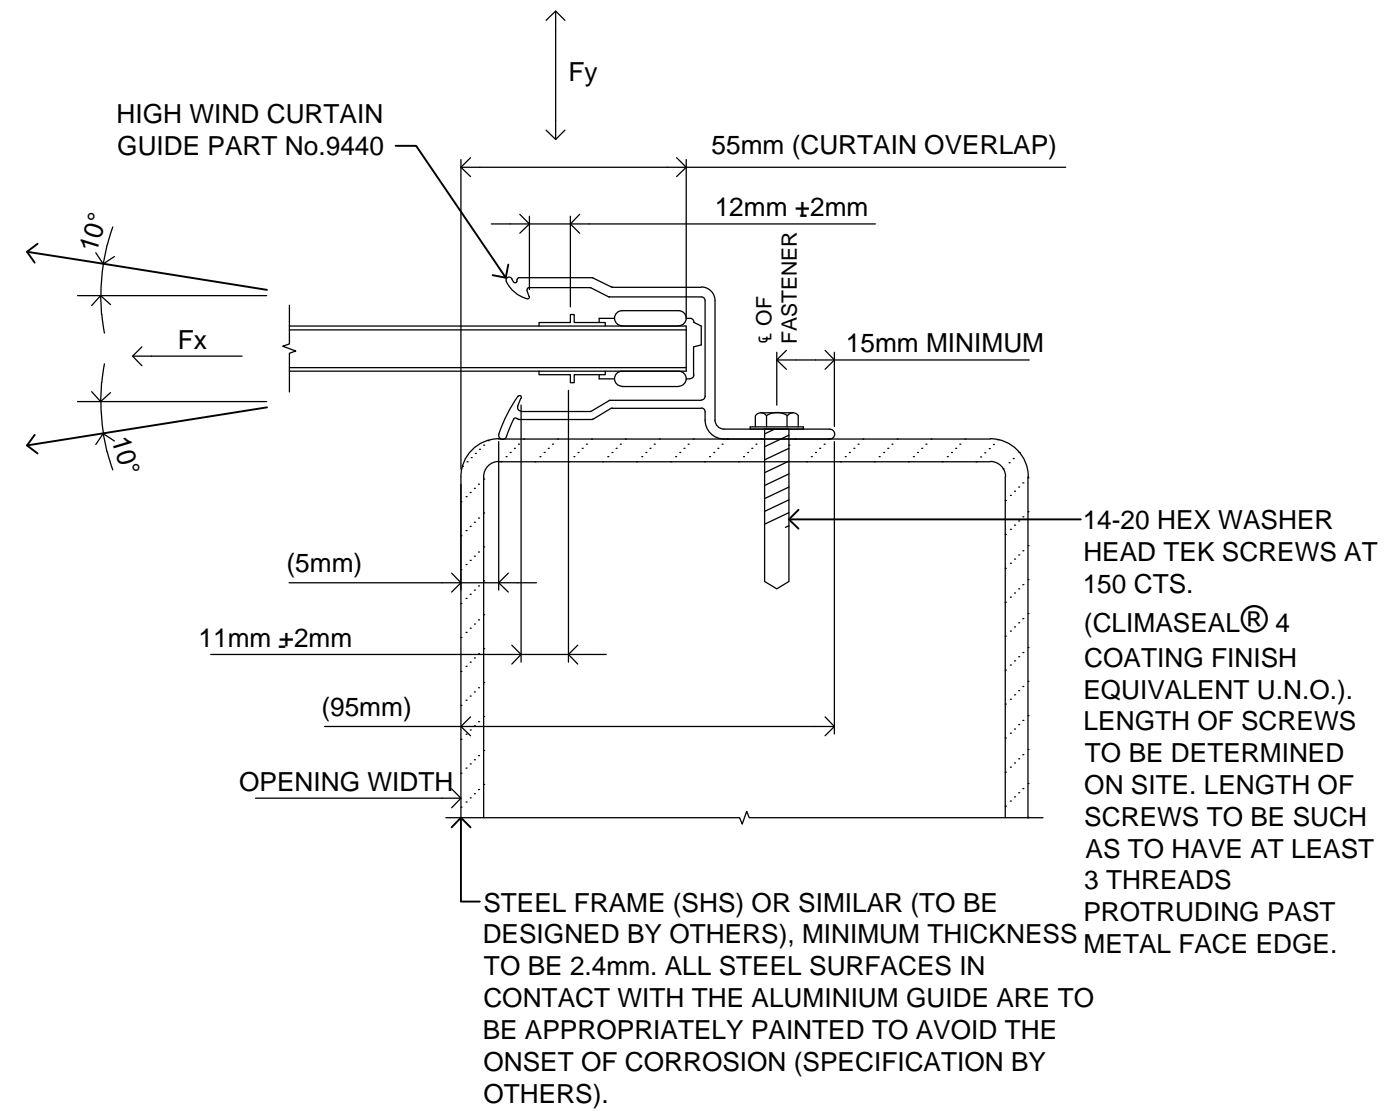 Fy
HIGH WIND CURTAIN
GUIDE PART No.9440
55mm (CURTAIN OVERLAP)
12mm ±2mm
10°
℄ OF
FASTENER
Fx
15mm MINIMUM
10°
14-20 HEX WASHER
HEAD TEK SCREWS AT
150 CTS.
(CLIMASEAL® 4
COATING FINISH
EQUIVALENT U.N.O.).
LENGTH OF SCREWS
TO BE DETERMINED
ON SITE. LENGTH OF
SCREWS TO BE SUCH
AS TO HAVE AT LEAST
3 THREADS
PROTRUDING PAST
METAL FACE EDGE.
(5mm)
11mm ±2mm
(95mm)
OPENING WIDTH
STEEL FRAME (SHS) OR SIMILAR (TO BE
DESIGNED BY OTHERS), MINIMUM THICKNESS
TO BE 2.4mm. ALL STEEL SURFACES IN
CONTACT WITH THE ALUMINIUM GUIDE ARE TO
BE APPROPRIATELY PAINTED TO AVOID THE
ONSET OF CORROSION (SPECIFICATION BY
OTHERS).